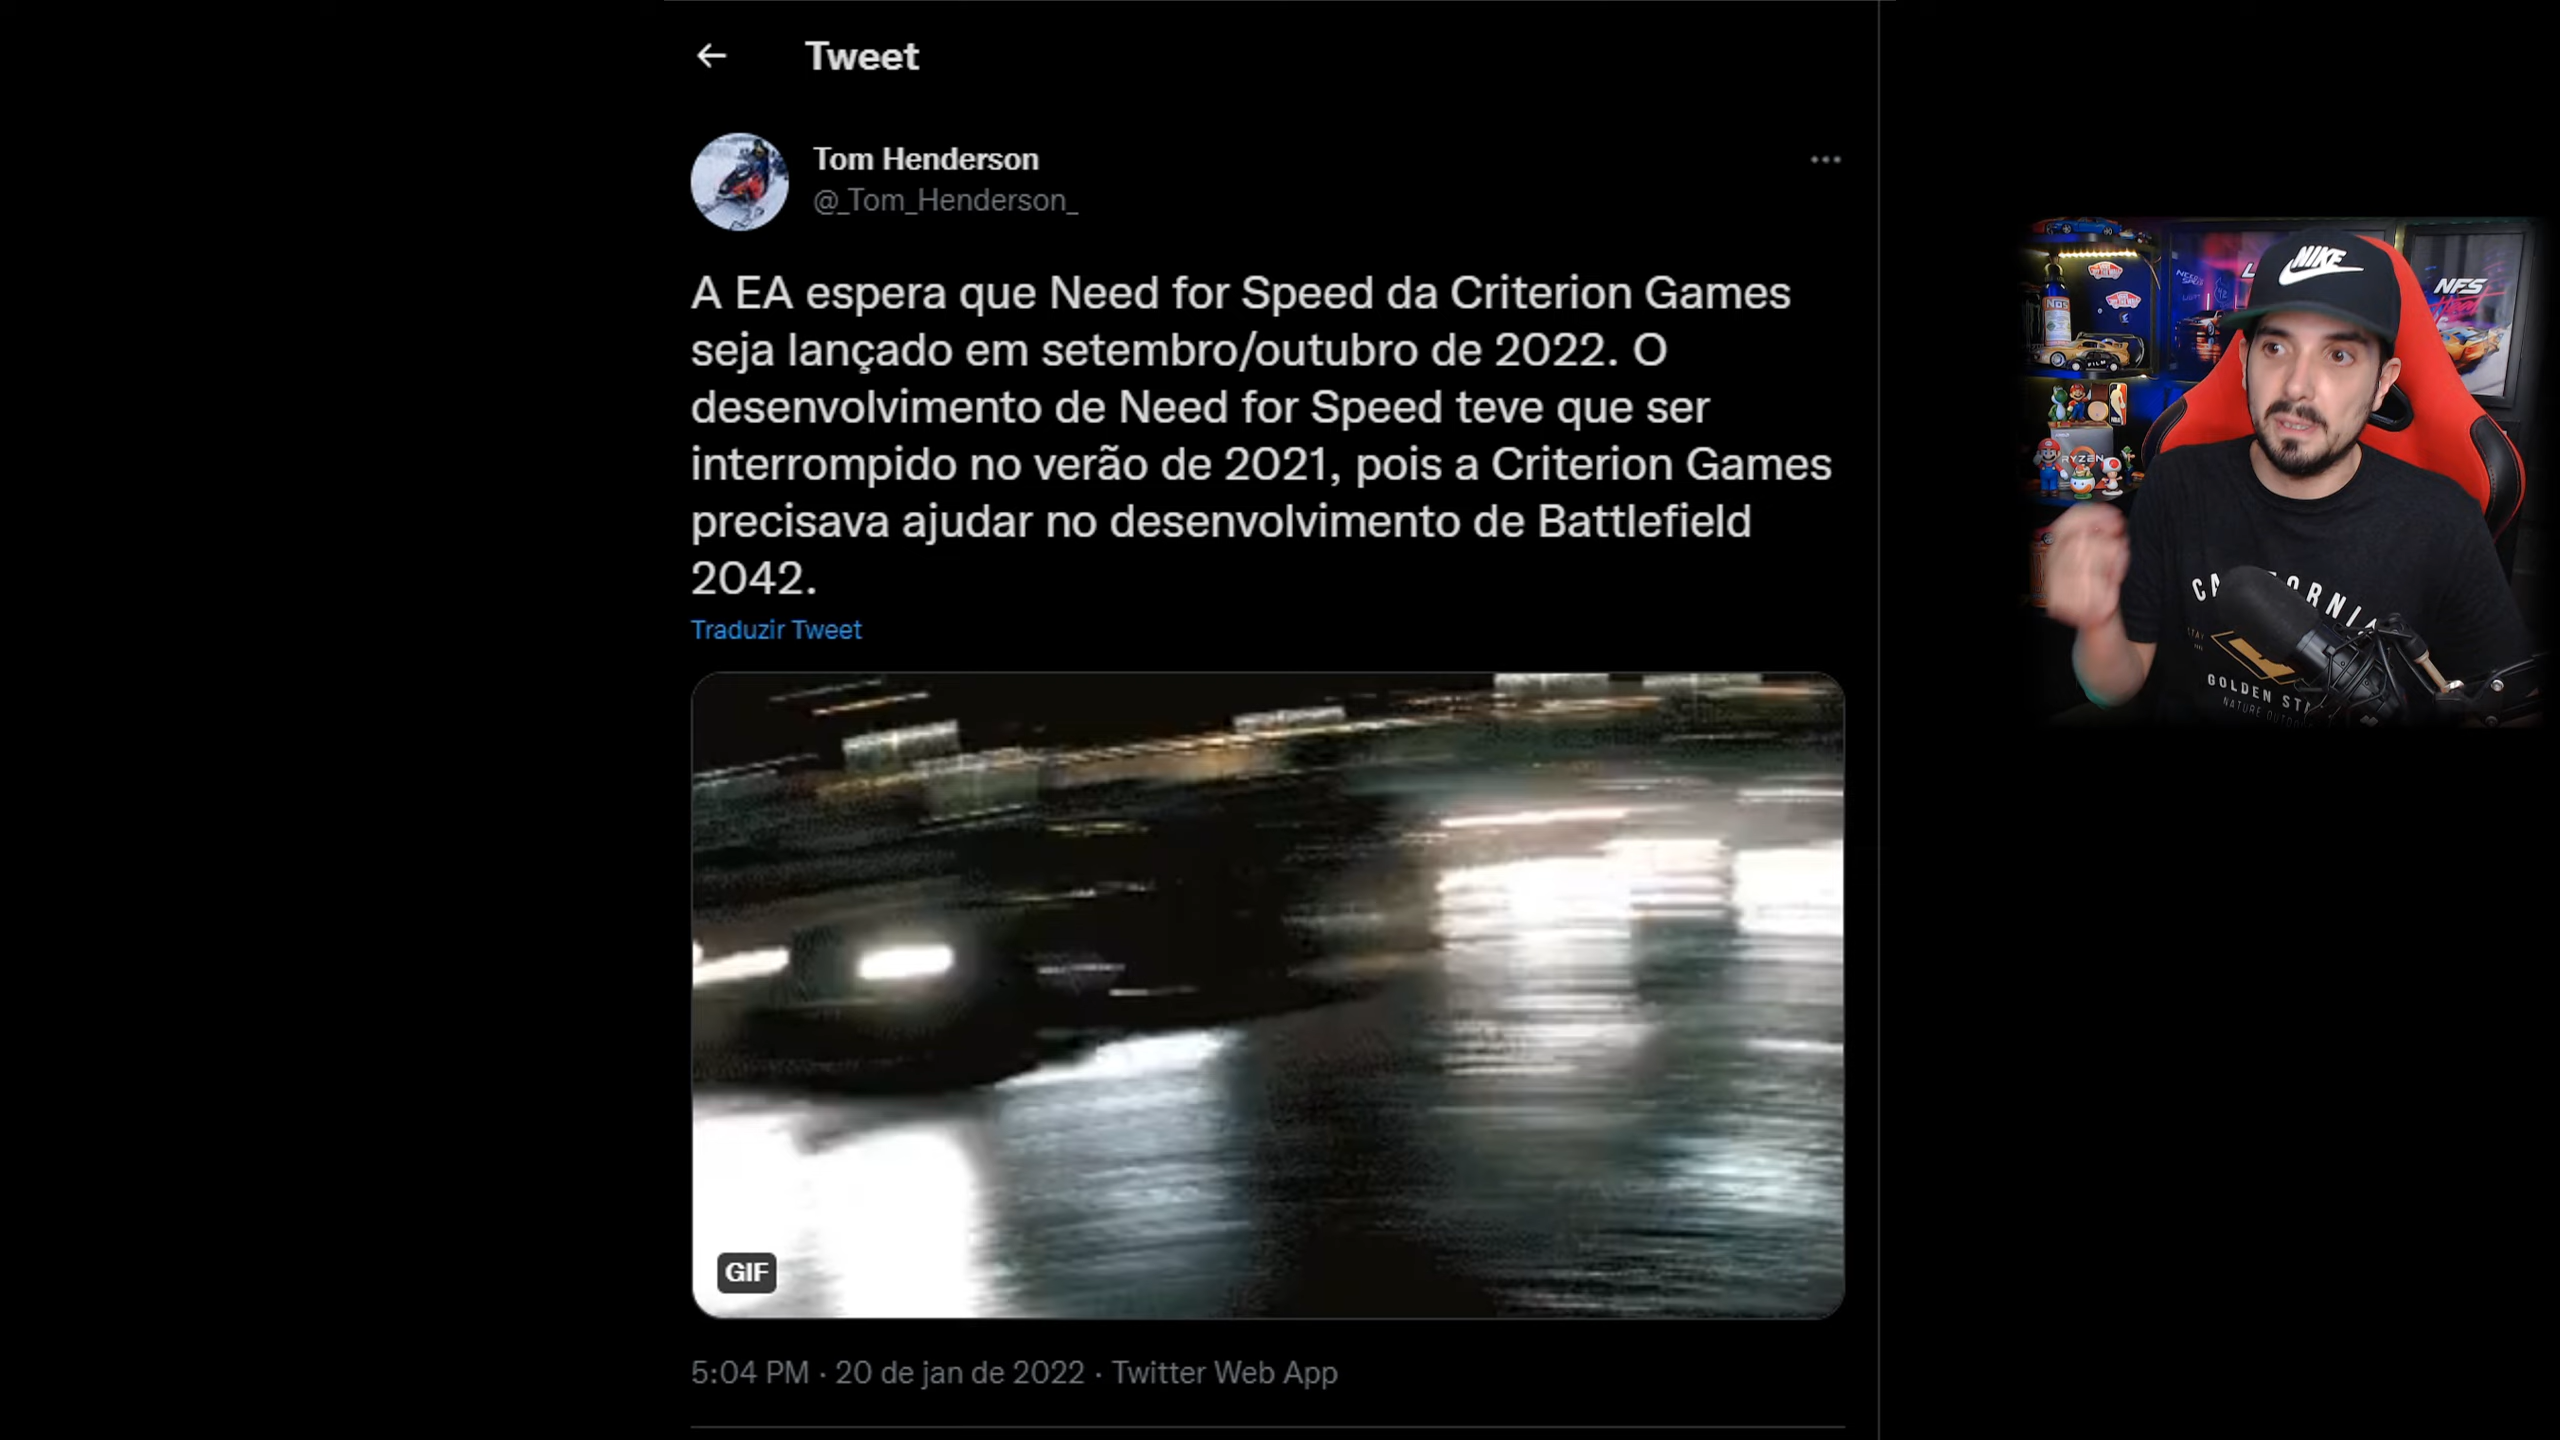 Tweet
Tom Henderson
@_Tom_Henderson_
A EA espera que Need for Speed da Criterion Games
seja lançado em setembro/outubro de 2022. O
desenvolvimento de Need for Speed teve que ser
interrompido no verão de 2021, pois a Criterion Games
precisava ajudar no desenvolvimento de Battlefield
2042.
Traduzir Tweet
GIF
5:04 PM · 20 de jan de 2022 · Twitter Web App
NIKE
NFS
Heat
NOS
RYZEN
GOLDEN